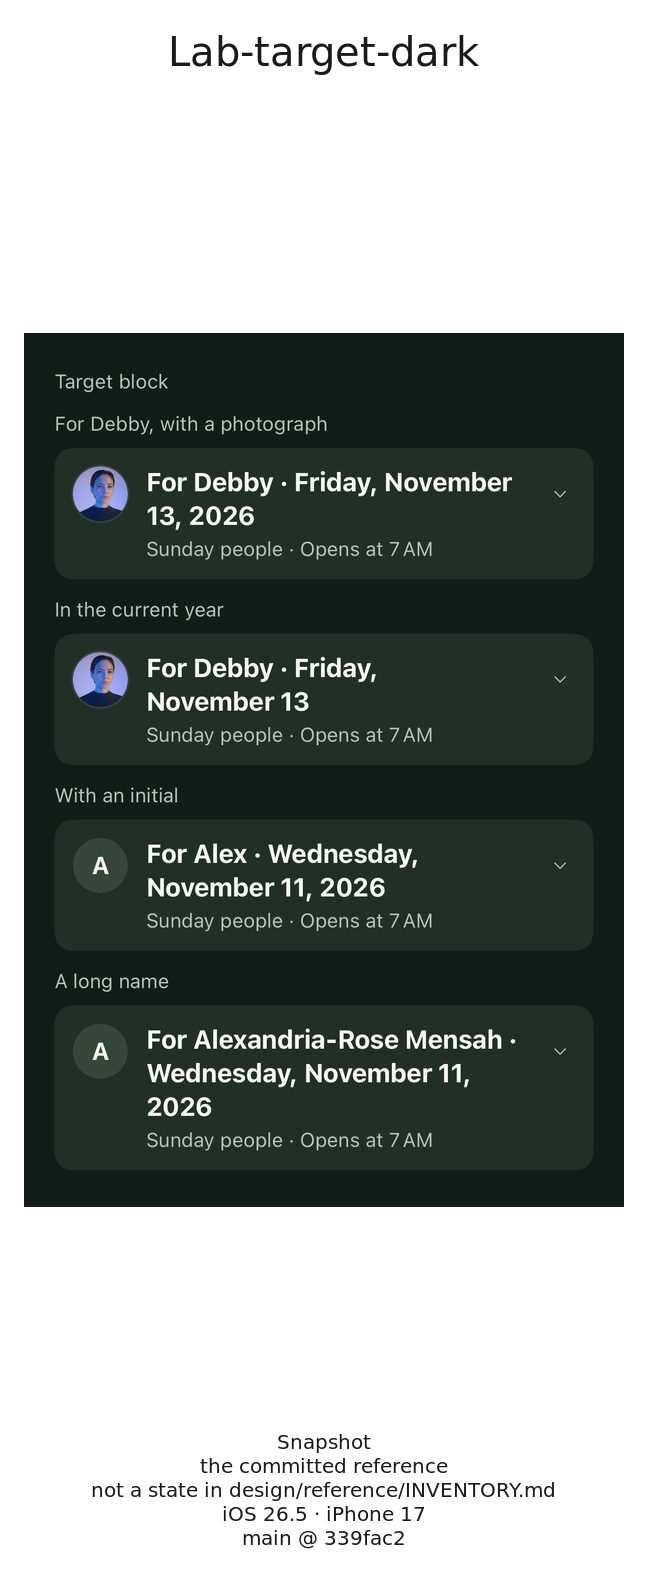 Lab-target-dark
Target block
For Debby, with a photograph
For Debby · Friday, November
13, 2026
Sunday people · Opens at 7 AM
In the current year
For Debby · Friday,
November 13
Sunday people · Opens at 7 AM
With an initial
A
For Alex · Wednesday,
November 11, 2026
Sunday people · Opens at 7 AM
A long name
A
For Alexandria-Rose Mensah ·
Wednesday, November 11,
2026
Sunday people · Opens at 7 AM
Snapshot
the committed reference
not a state in design/reference/INVENTORY.md
iOS 26.5 · iPhone 17
main @ 339fac2